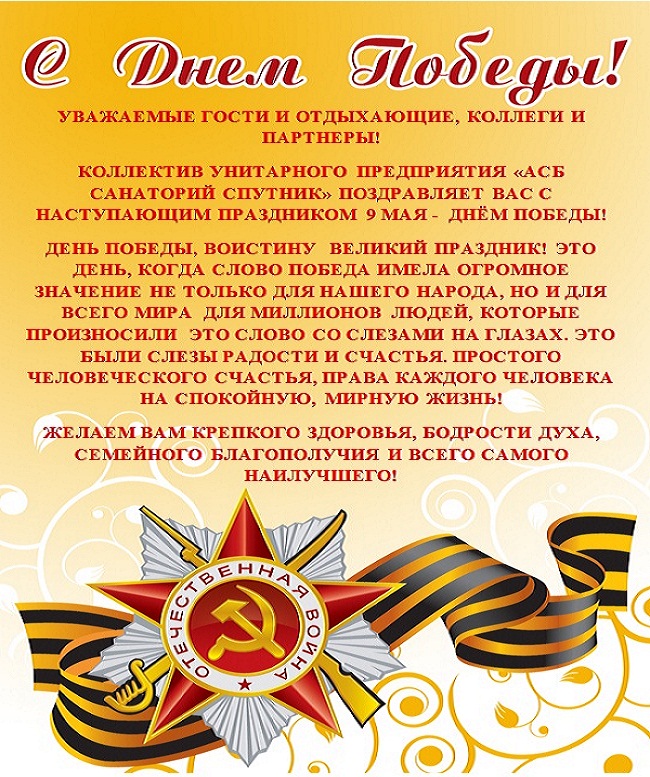 С Днем Победы!
УВАЖАЕМЫЕ ГОСТИ И ОТДЫХАЮЩИЕ, КОЛЛЕГИ И
ПАРТНЕРЫ!
КОЛЛЕКТИВ УНИТАРНОГО ПРЕДПРИЯТИЯ «АСБ
САНАТОРИЙ СПУТНИК» ПОЗДРАВЛЯЕТ ВАС С
НАСТУПАЮЩИМ ПРАЗДНИКОМ 9 МАЯ - ДНЁМ ПОБЕДЫ!
ДЕНЬ ПОБЕДЫ, ВОИСТИНУ ВЕЛИКИЙ ПРАЗДНИК! ЭТО
ДЕНЬ, КОГДА СЛОВО ПОБЕДА ИМЕЛА ОГРОМНОЕ
ЗНАЧЕНИЕ НЕ ТОЛЬКО ДЛЯ НАШЕГО НАРОДА, НО И ДЛЯ
ВСЕГО МИРА ДЛЯ МИЛЛИОНОВ ЛЮДЕЙ, КОТОРЫЕ
ПРОИЗНОСИЛИ ЭТО СЛОВО СО СЛЕЗАМИ НА ГЛАЗАХ. ЭТО
БЫЛИ СЛЕЗЫ РАДОСТИ И СЧАСТЬЯ. ПРОСТОГО
ЧЕЛОВЕЧЕСКОГО СЧАСТЬЯ, ПРАВА КАЖДОГО ЧЕЛОВЕКА
НА СПОКОЙНУЮ, МИРНУЮ ЖИЗНЬ!
ЖЕЛАЕМ ВАМ КРЕПКОГО ЗДОРОВЬЯ, БОДРОСТИ ДУХА,
СЕМЕЙНОГО БЛАГОПОЛУЧИЯ И ВСЕГО САМОГО
НАИЛУЧШЕГО!
ОТЕЧЕСТВЕННАЯ ВОЙНА